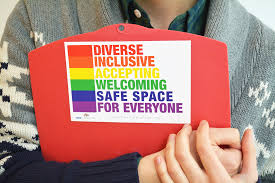 DIVERSE
INCLUSIVE
ACCEPTING
WELCOMING
SAFE SPACE
FOR EVERYONE